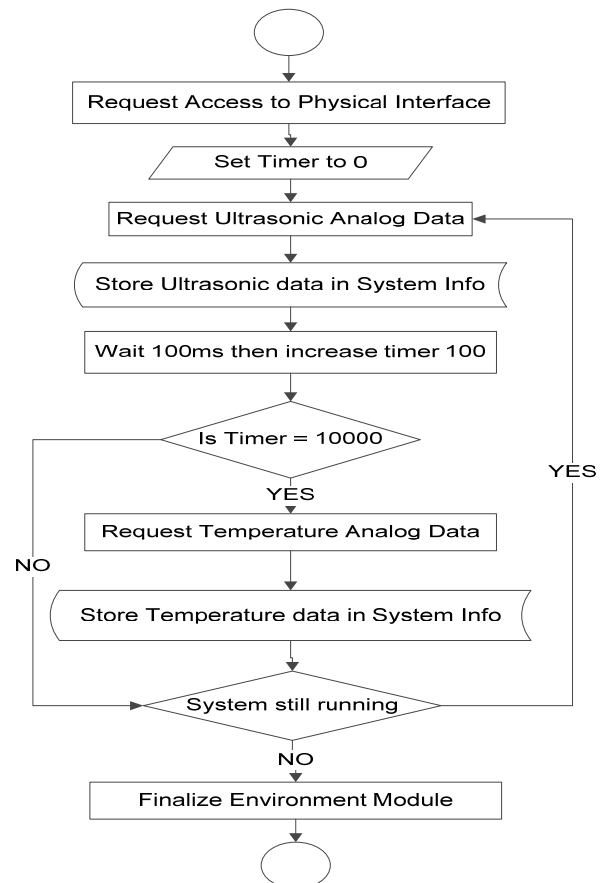 Request Access to Physical Interface
Set Timer to 0
Request Ultrasonic Analog Data
Store Ultrasonic data in System Info
Wait 100ms then increase timer 100
Is Timer = 10000
YES
YES
Request Temperature Analog Data
NO
Store Temperature data in System Info
System still running
NO
Finalize Environment Module